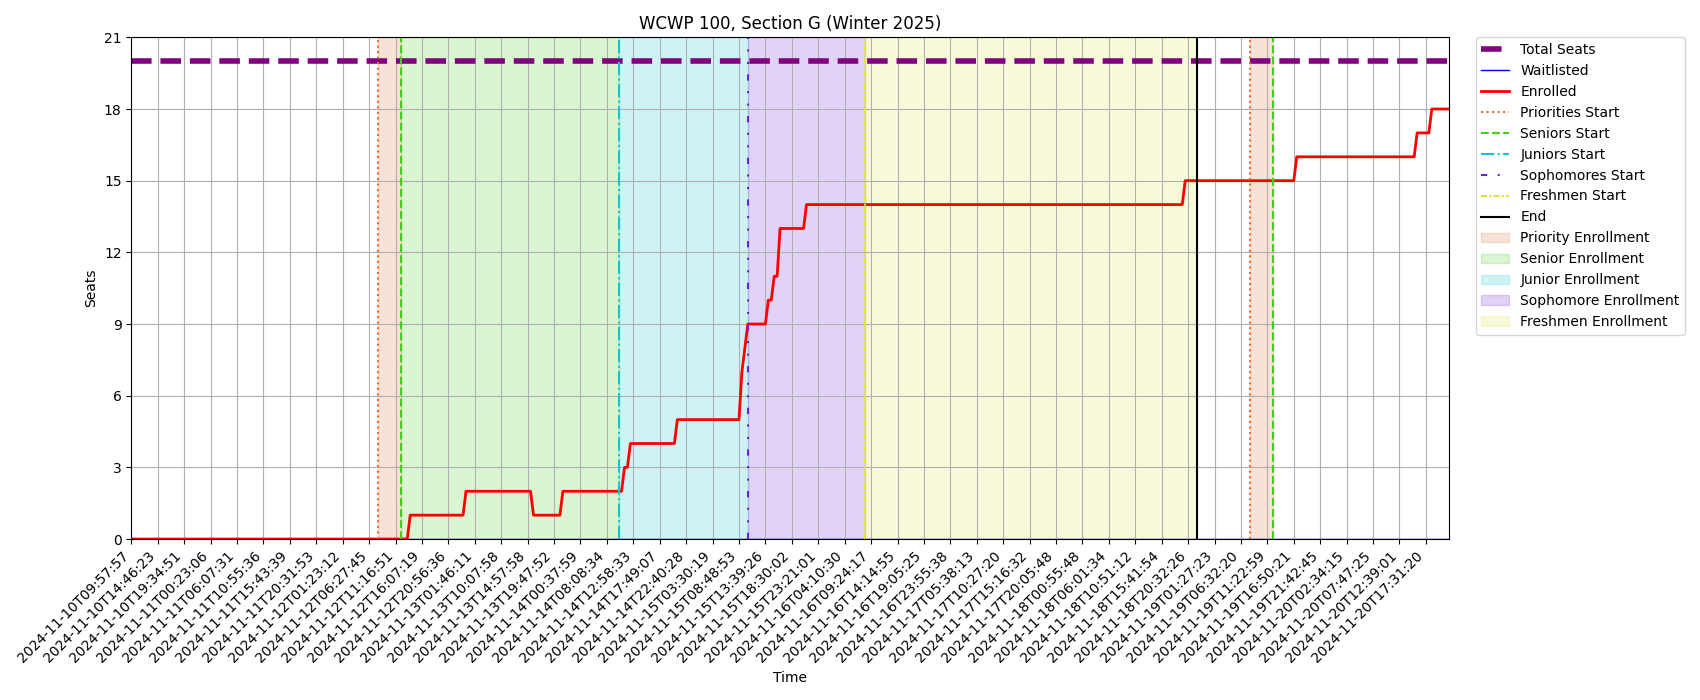 WCWP 100, Section G (Winter 2025)
21
18
15
12
9
6
3
0
Seats
2024-11-10T09:57:57
2024-11-10T14:46:23
2024-11-10T19:34:51
2024-11-11T00:23:06
2024-11-11T06:07:31
2024-11-11T10:55:36
2024-11-11T15:43:39
2024-11-11T20:31:53
2024-11-12T01:23:12
2024-11-12T06:27:45
2024-11-12T11:16:51
2024-11-12T16:07:19
2024-11-12T20:56:36
2024-11-13T01:46:11
2024-11-13T10:07:58
2024-11-13T14:57:58
2024-11-13T19:47:52
2024-11-14T00:37:59
2024-11-14T08:08:34
2024-11-14T12:58:33
2024-11-14T17:49:07
2024-11-14T22:40:28
2024-11-15T03:30:19
2024-11-15T08:48:53
2024-11-15T13:39:26
2024-11-15T18:30:02
2024-11-15T23:21:01
2024-11-16T04:10:30
2024-11-16T09:24:17
2024-11-16T14:14:55
2024-11-16T19:05:25
2024-11-16T23:55:38
2024-11-17T05:38:13
2024-11-17T10:27:20
2024-11-17T15:16:32
2024-11-17T20:05:48
2024-11-18T00:55:48
2024-11-18T06:01:34
2024-11-18T10:51:12
2024-11-18T15:41:54
2024-11-18T20:32:26
2024-11-19T01:27:23
2024-11-19T06:32:20
2024-11-19T11:22:59
2024-11-19T16:50:21
2024-11-19T21:42:45
2024-11-20T02:34:15
2024-11-20T07:47:25
2024-11-20T12:39:01
2024-11-20T17:31:20
Time
Total Seats
Waitlisted
Enrolled
Priorities Start
Seniors Start
Juniors Start
Sophomores Start
Freshmen Start
End
Priority Enrollment
Senior Enrollment
Junior Enrollment
Sophomore Enrollment
Freshmen Enrollment